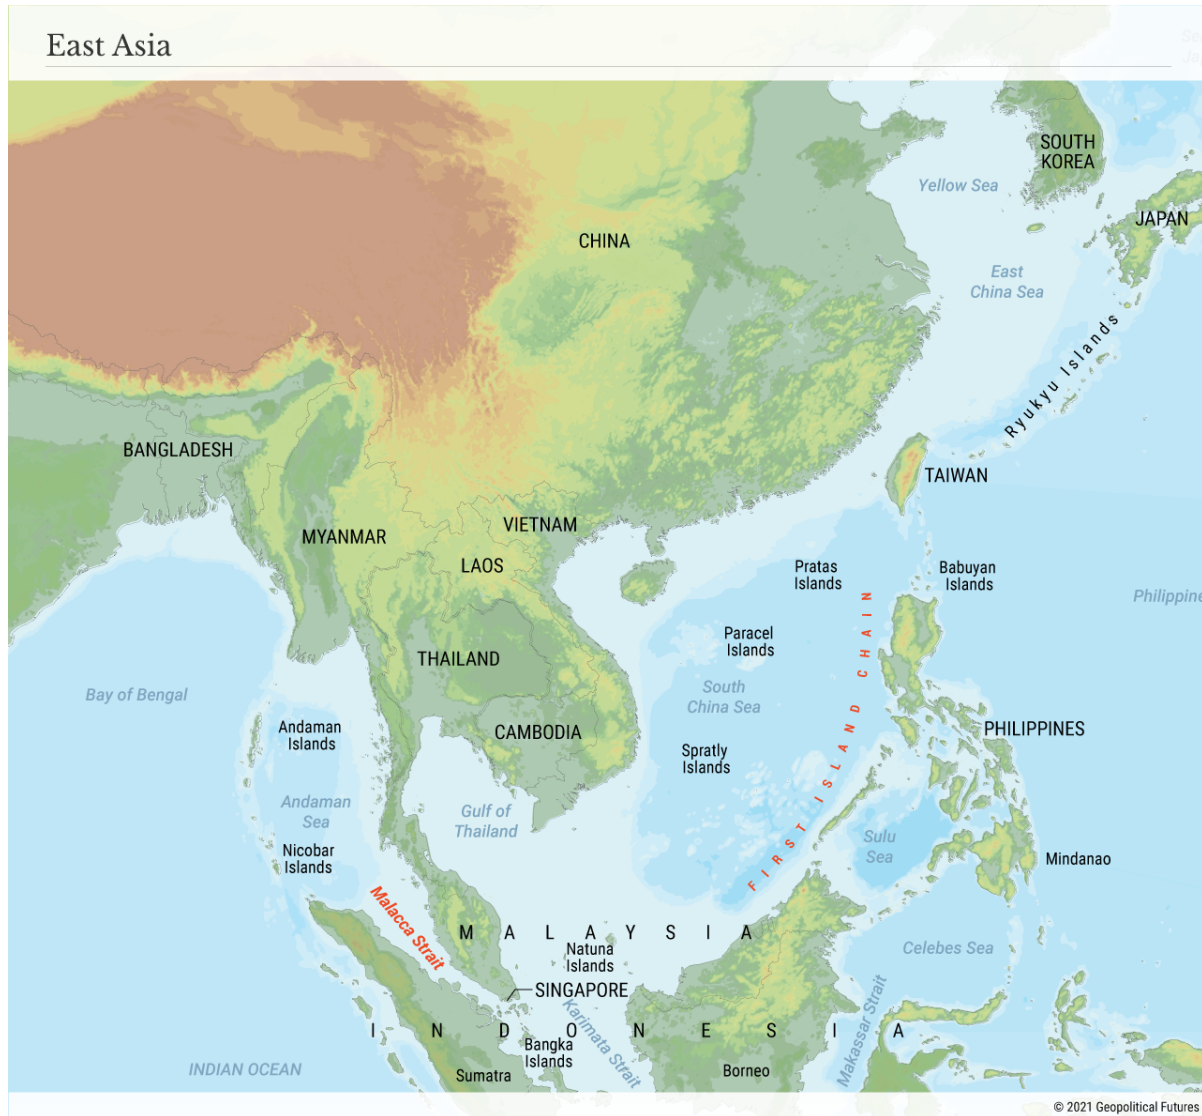 East Asia
SOUTH
KOREA
Yellow Sea
JAPAN
CHINA
East
China Sea
Ryukyu Islands
BANGLADESH
TAIWAN
VIETNAM
MYANMAR
LAOS
Pratas
Islands
Babuyan
Islands
Philippine
FIRST ISLAND CHAIN
Paracel
Islands
THAILAND
South
China Sea
Bay of Bengal
Andaman
Islands
CAMBODIA
PHILIPPINES
Spratly
Islands
Andaman
Sea
Gulf of
Thailand
Sulu
Sea
Nicobar
Islands
Mindanao
Malacca Strait
MALAYSIA
Natuna
Islands
Celebes Sea
SINGAPORE
Karimata Strait
Makassar Strait
INDONESIA
Bangka
Islands
INDIAN OCEAN
Sumatra
Borneo
© 2021 Geopolitical Futures